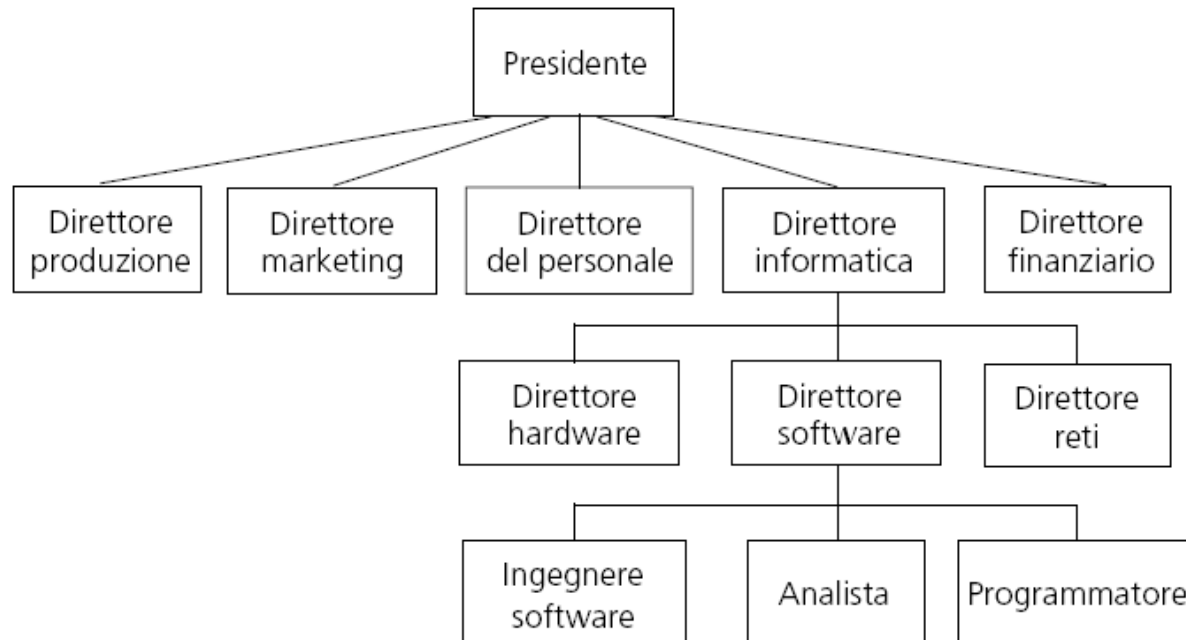 Presidente
Direttore
produzione
Direttore
marketing
Direttore
del personale
Direttore
informatica
Direttore
finanziario
Direttore
hardware
Direttore
software
Direttore
reti
Ingegnere
software
Analista
Programmatore